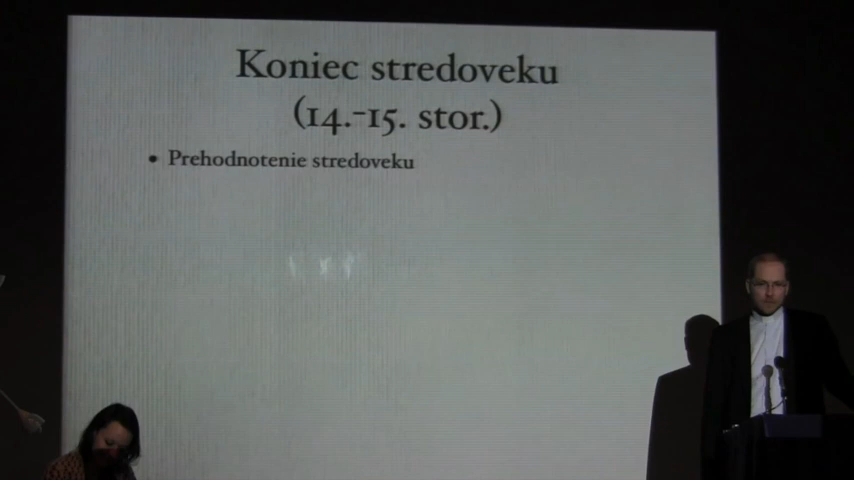 Koniec stredoveku
(14.-15. stor.)
• Prehodnotenie stredoveku